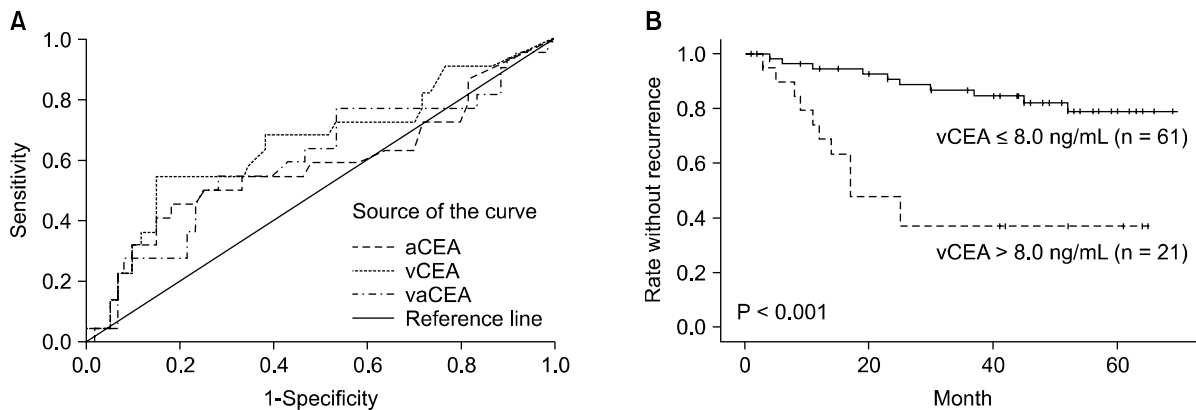 A
1.0
0.8
0.6
0.4
0.2
0.0
Sensitivity
Source of the curve
aCEA
vCEA
vaCEA
Reference line
0.0 0.2 0.4 0.6 0.8 1.0
1-Specificity
B
1.0
0.8
0.6
0.4
0.2
0.0
Rate without recurrence
vCEA ≤ 8.0 ng/mL (n = 61)
vCEA > 8.0 ng/mL (n = 21)
P < 0.001
0 20 40 60
Month